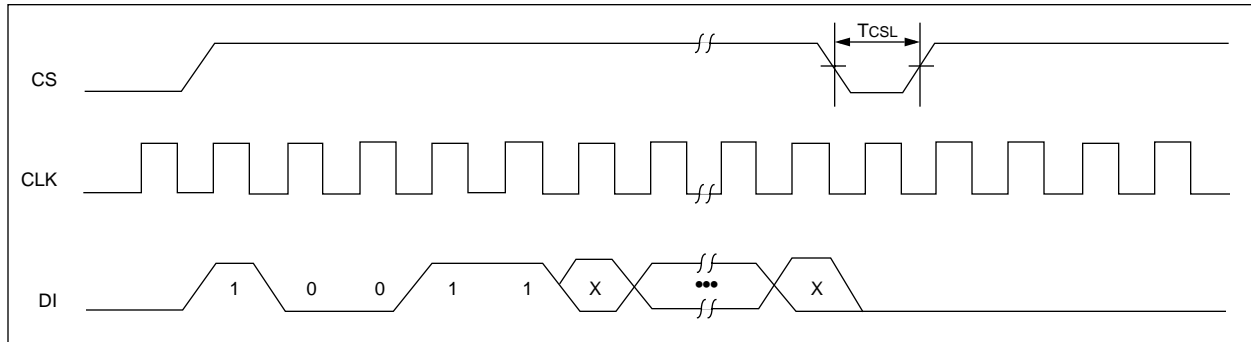 TCSL
CS
CLK
DI
1 0 0 1 1 X ••• X